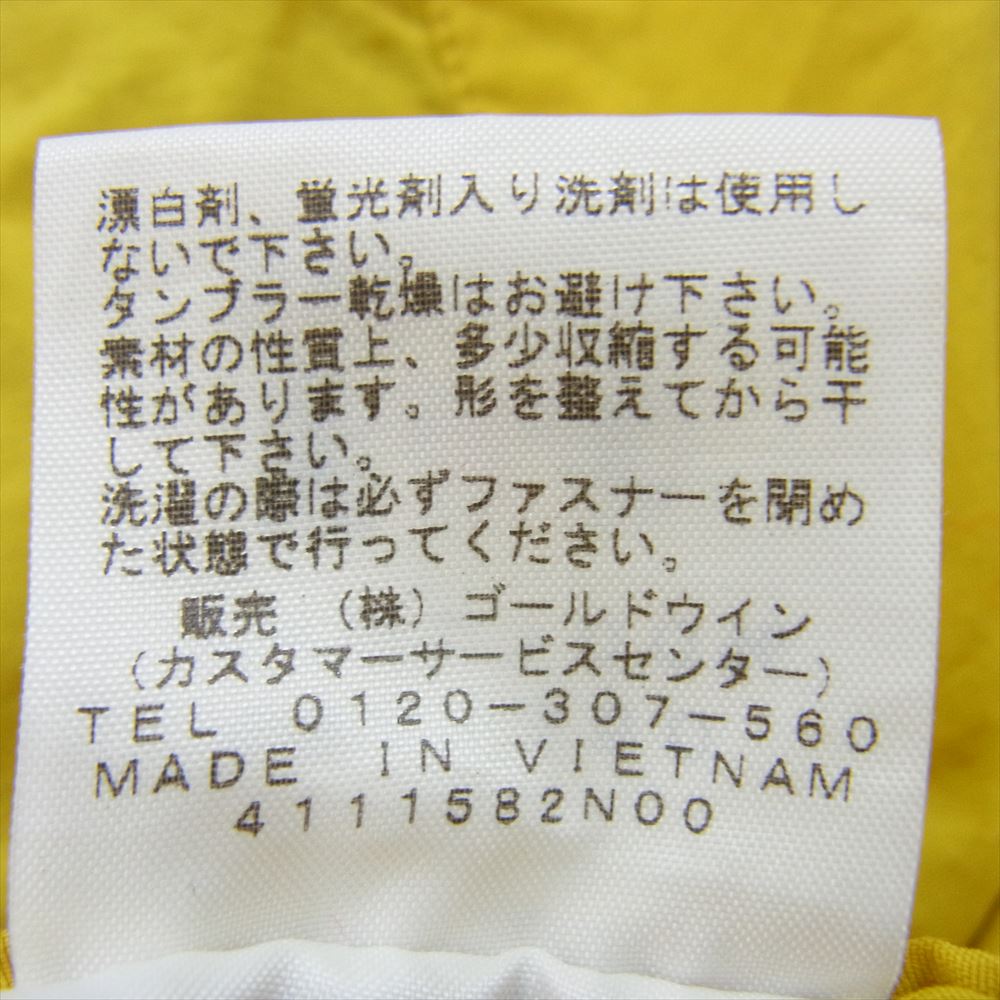 漂白剤、蛍光剤入り洗剤は使用し
ないで下さい。
タンブラー乾燥はお避け下さい。
素材の性質上、多少収縮する可能
性があります。形を整えてから干
して下さい。
洗濯の際は必ずファスナーを閉め
た状態で行ってください。
販売 (株) ゴールドウイン
(カスタマーサービスセンター)
TEL 0120-307-560
MADE IN VIETNAM
4111582N00